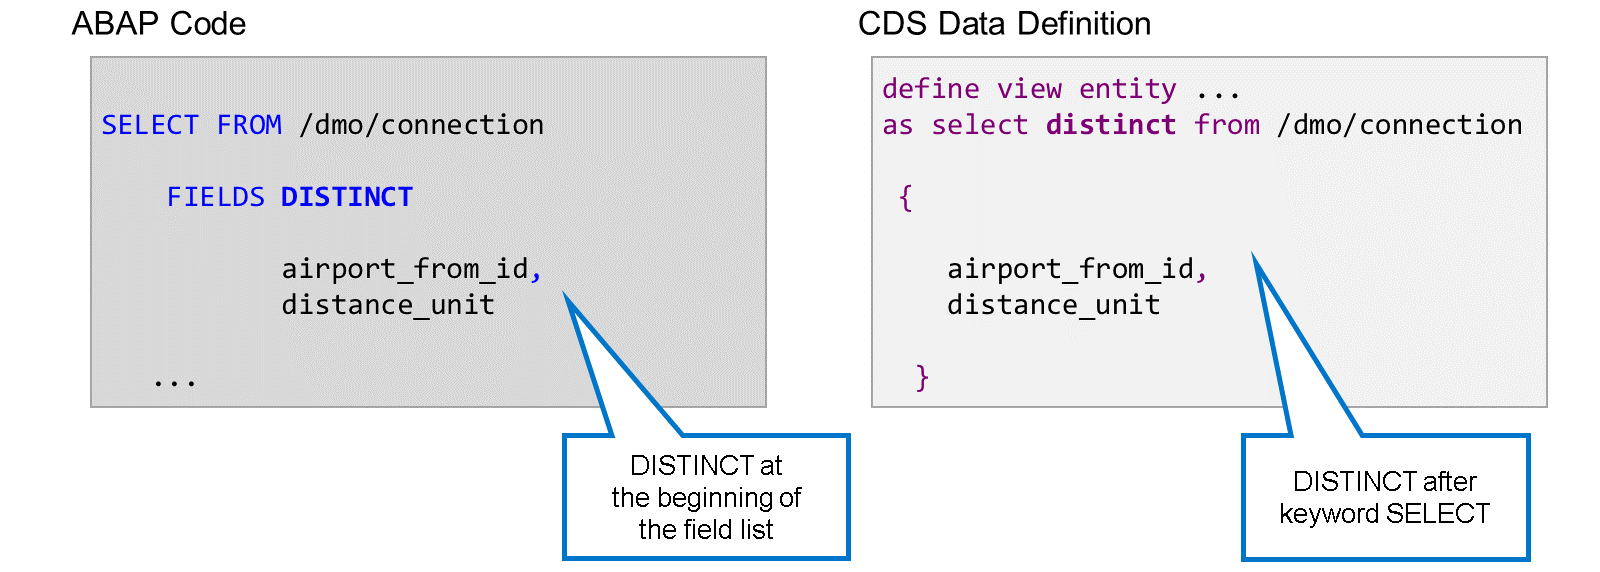 ABAP Code
SELECT FROM /dmo/connection
FIELDS DISTINCT
airport_from_id,
distance_unit
...
DISTINCT at
the beginning of
the field list
CDS Data Definition
define view entity ...
as select distinct from /dmo/connection
{
airport_from_id,
distance_unit
}
DISTINCT after
keyword SELECT